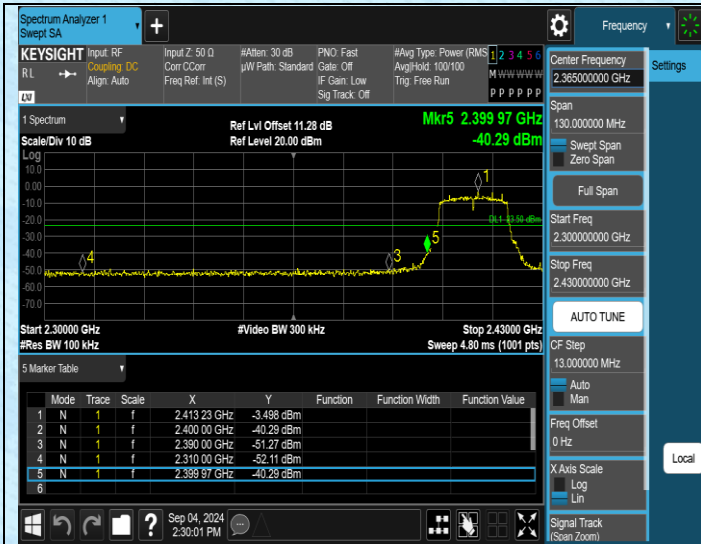 Spectrum Analyzer 1
Swept SA
Frequency
KEYSIGHT
RL
LXI
Input: RF
Coupling: DC
Align: Auto
Input Z: 50 Ω
Corr CCorr
Freq Ref: Int (S)
#Atten: 30 dB
µW Path: Standard
PNO: Fast
Gate: Off
IF Gain: Low
Sig Track: Off
#Avg Type: Power (RMS
Avg|Hold: 100/100
Trig: Free Run
1 2 3 4 5 6
M W W W W W
P P P P P P
1 Spectrum
Scale/Div 10 dB
Ref Lvl Offset 11.28 dB
Ref Level 20.00 dBm
Mkr5 2.399 97 GHz
-40.29 dBm
Log
10.0
0.00
-10.0
-20.0
-30.0
-40.0
-50.0
-60.0
-70.0
1
DL1 -23.50 dBm
5
4
3
Start 2.30000 GHz
#Video BW 300 kHz
Stop 2.43000 GHz
#Res BW 100 kHz
Sweep 4.80 ms (1001 pts)
5 Marker Table
Mode Trace Scale X Y Function Function Width Function Value
1 N 1 f 2.413 23 GHz -3.498 dBm
2 N 1 f 2.400 00 GHz -40.29 dBm
3 N 1 f 2.390 00 GHz -51.27 dBm
4 N 1 f 2.310 00 GHz -52.11 dBm
5 N 1 f 2.399 97 GHz -40.29 dBm
6
Sep 04, 2024
2:30:01 PM
Center Frequency
2.365000000 GHz
Settings
Span
130.000000 MHz
Swept Span
Zero Span
Full Span
Start Freq
2.300000000 GHz
Stop Freq
2.430000000 GHz
AUTO TUNE
CF Step
13.000000 MHz
Auto
Man
Freq Offset
0 Hz
Local
X Axis Scale
Log
Lin
Signal Track
(Span Zoom)